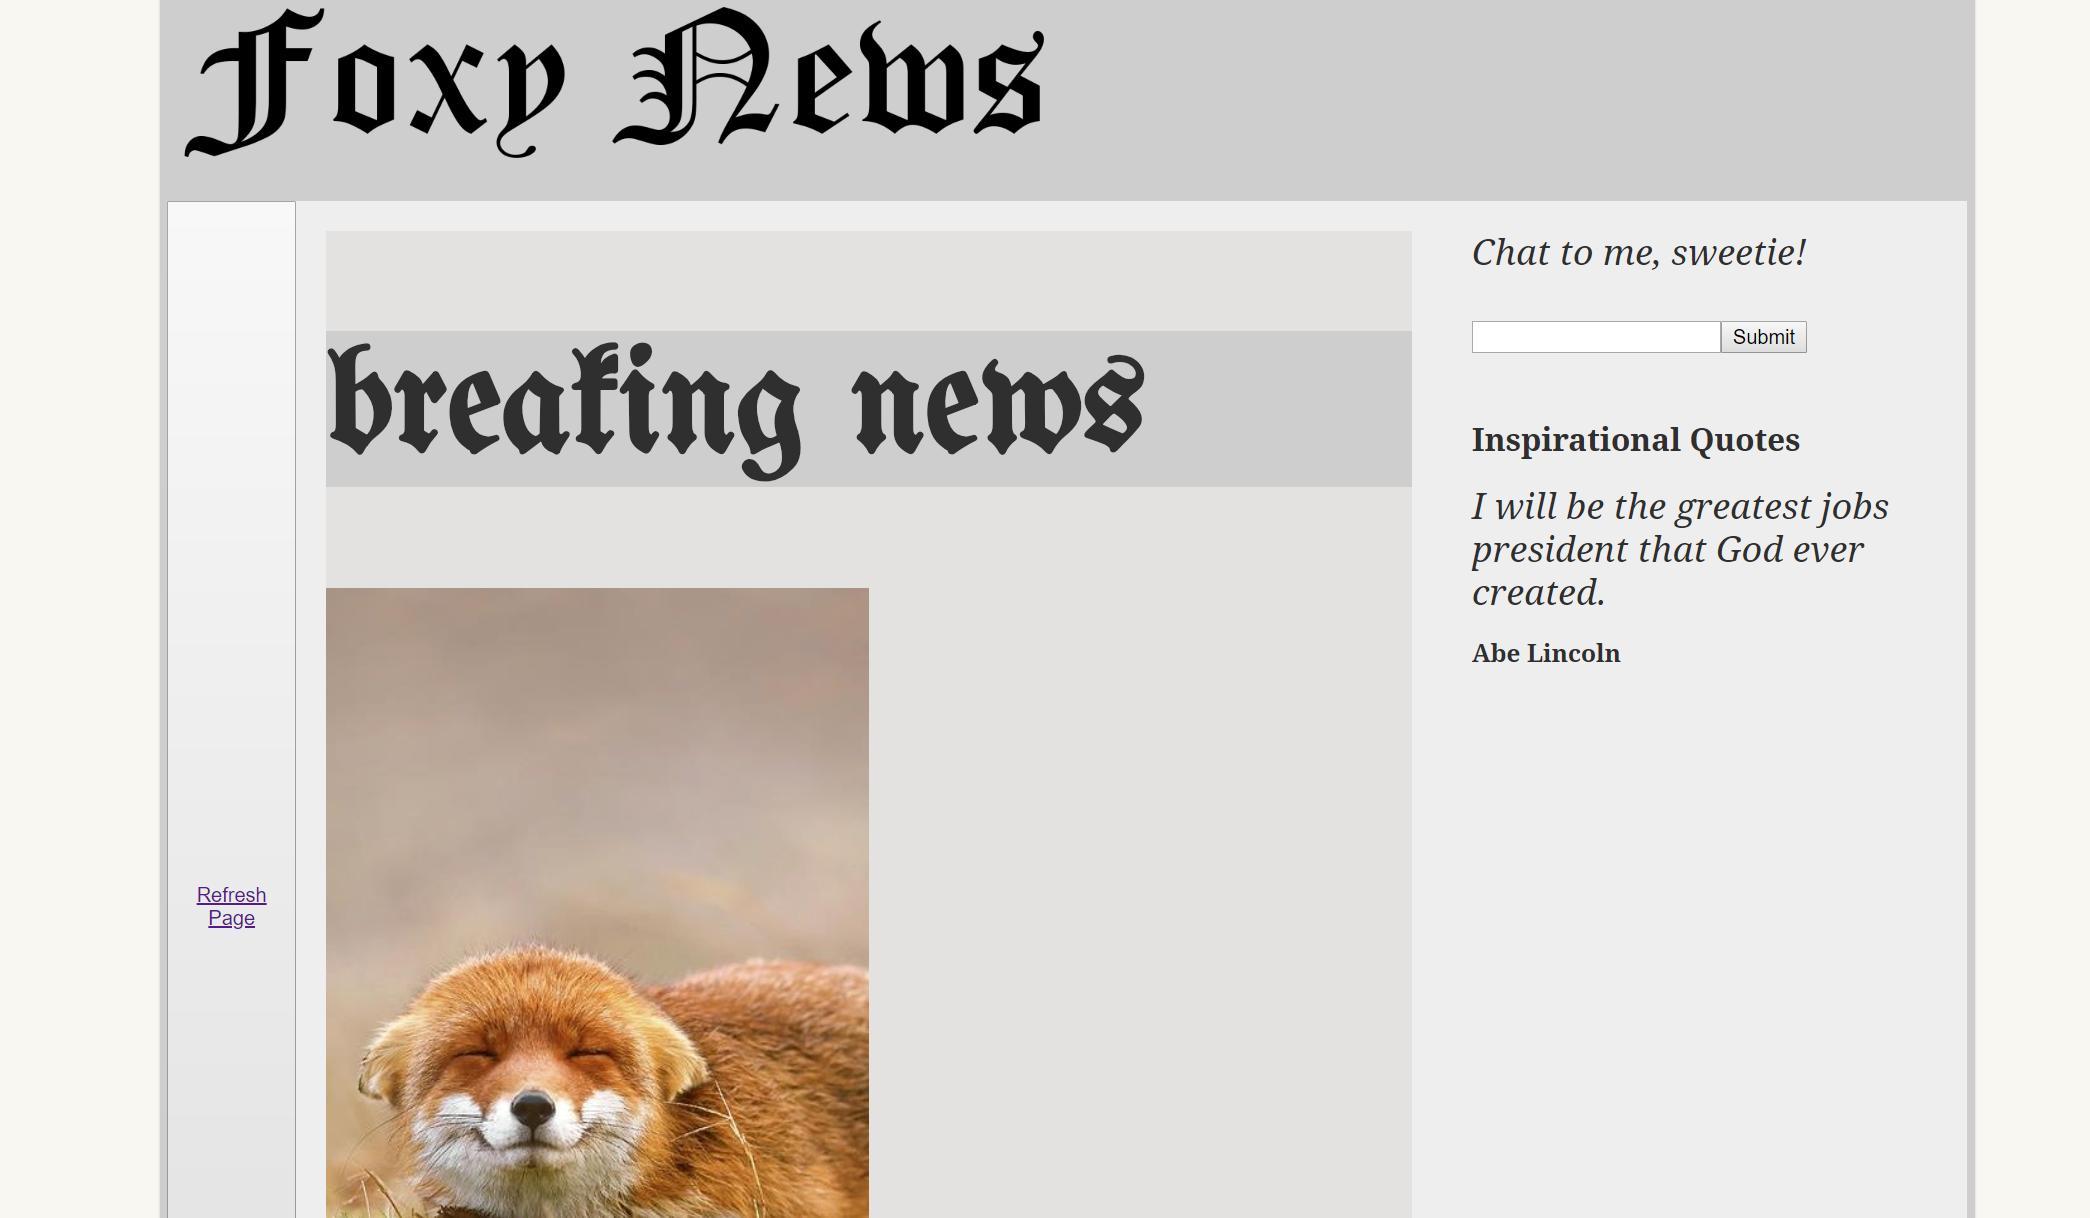 Foxy News
Refresh
Page
breaking news
Chat to me, sweetie!
Submit
Inspirational Quotes
I will be the greatest jobs
president that God ever
created.
Abe Lincoln